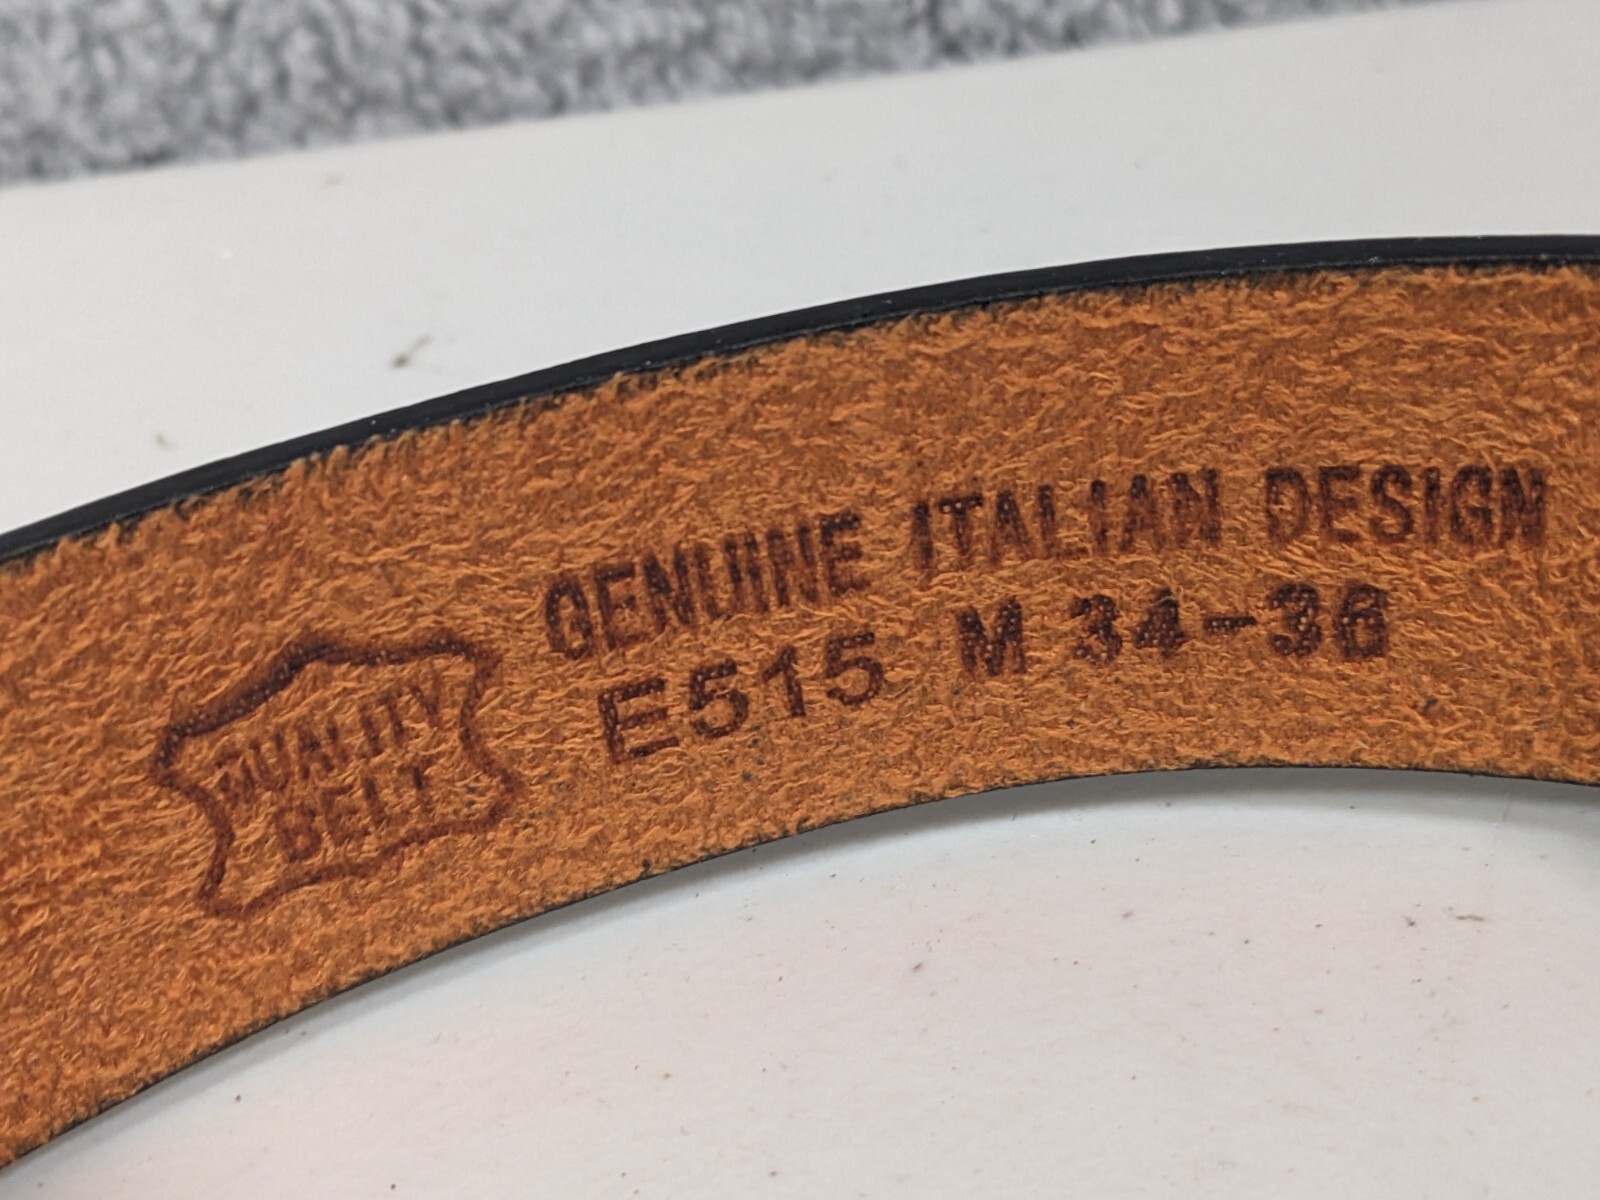 QUALITY
BELT
GENUINE ITALIAN DESIGN
E515 M 34-36